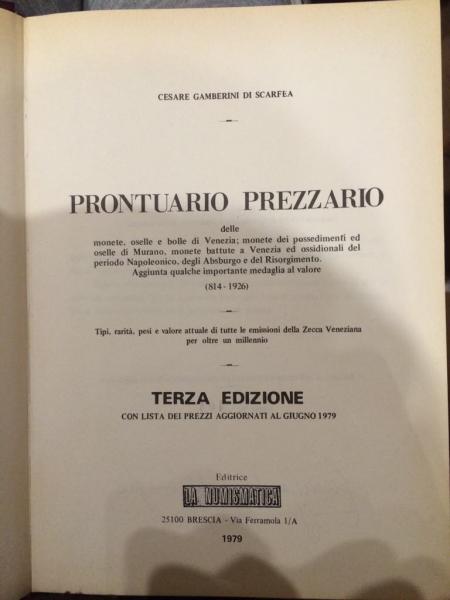 CESARE GAMBERINI DI SCARFEA
PRONTUARIO PREZZARIO
delle
monete, oselle e bolle di Venezia; monete dei possedimenti ed
oselle di Murano, monete battute a Venezia ed ossidionali del
periodo Napoleonico, degli Absburgo e del Risorgimento.
Aggiunta qualche importante medaglia al valore
(814 - 1926)
Tipi, rarità, pesi e valore attuale di tutte le emissioni della Zecca Veneziana
per oltre un millennio
TERZA EDIZIONE
CON LISTA DEI PREZZI AGGIORNATI AL GIUGNO 1979
Editrice
LA NUMISMATICA
25100 BRESCIA - Via Ferramola 1/A
1979